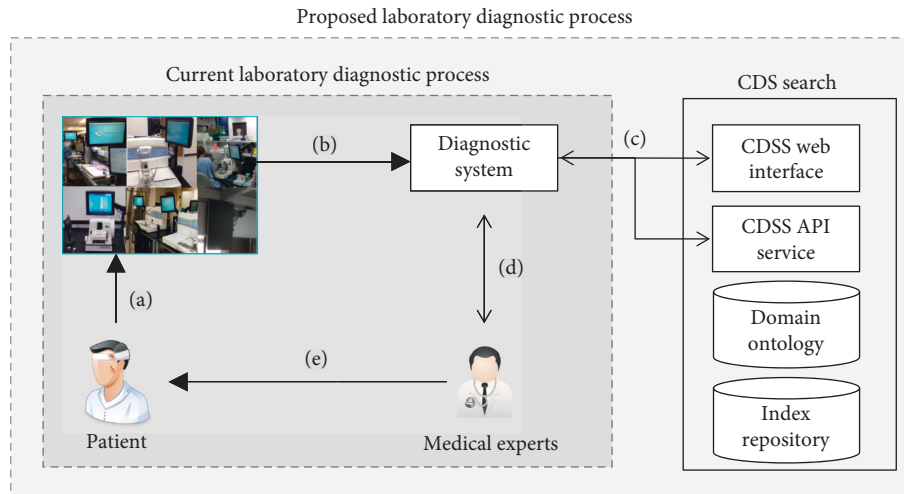 Proposed laboratory diagnostic process
Current laboratory diagnostic process
CDS search
(b)
Diagnostic
system
(c)
CDSS web
interface
CDSS API
service
(a)
(d)
Domain
ontology
(e)
Patient
Medical experts
Index
repository